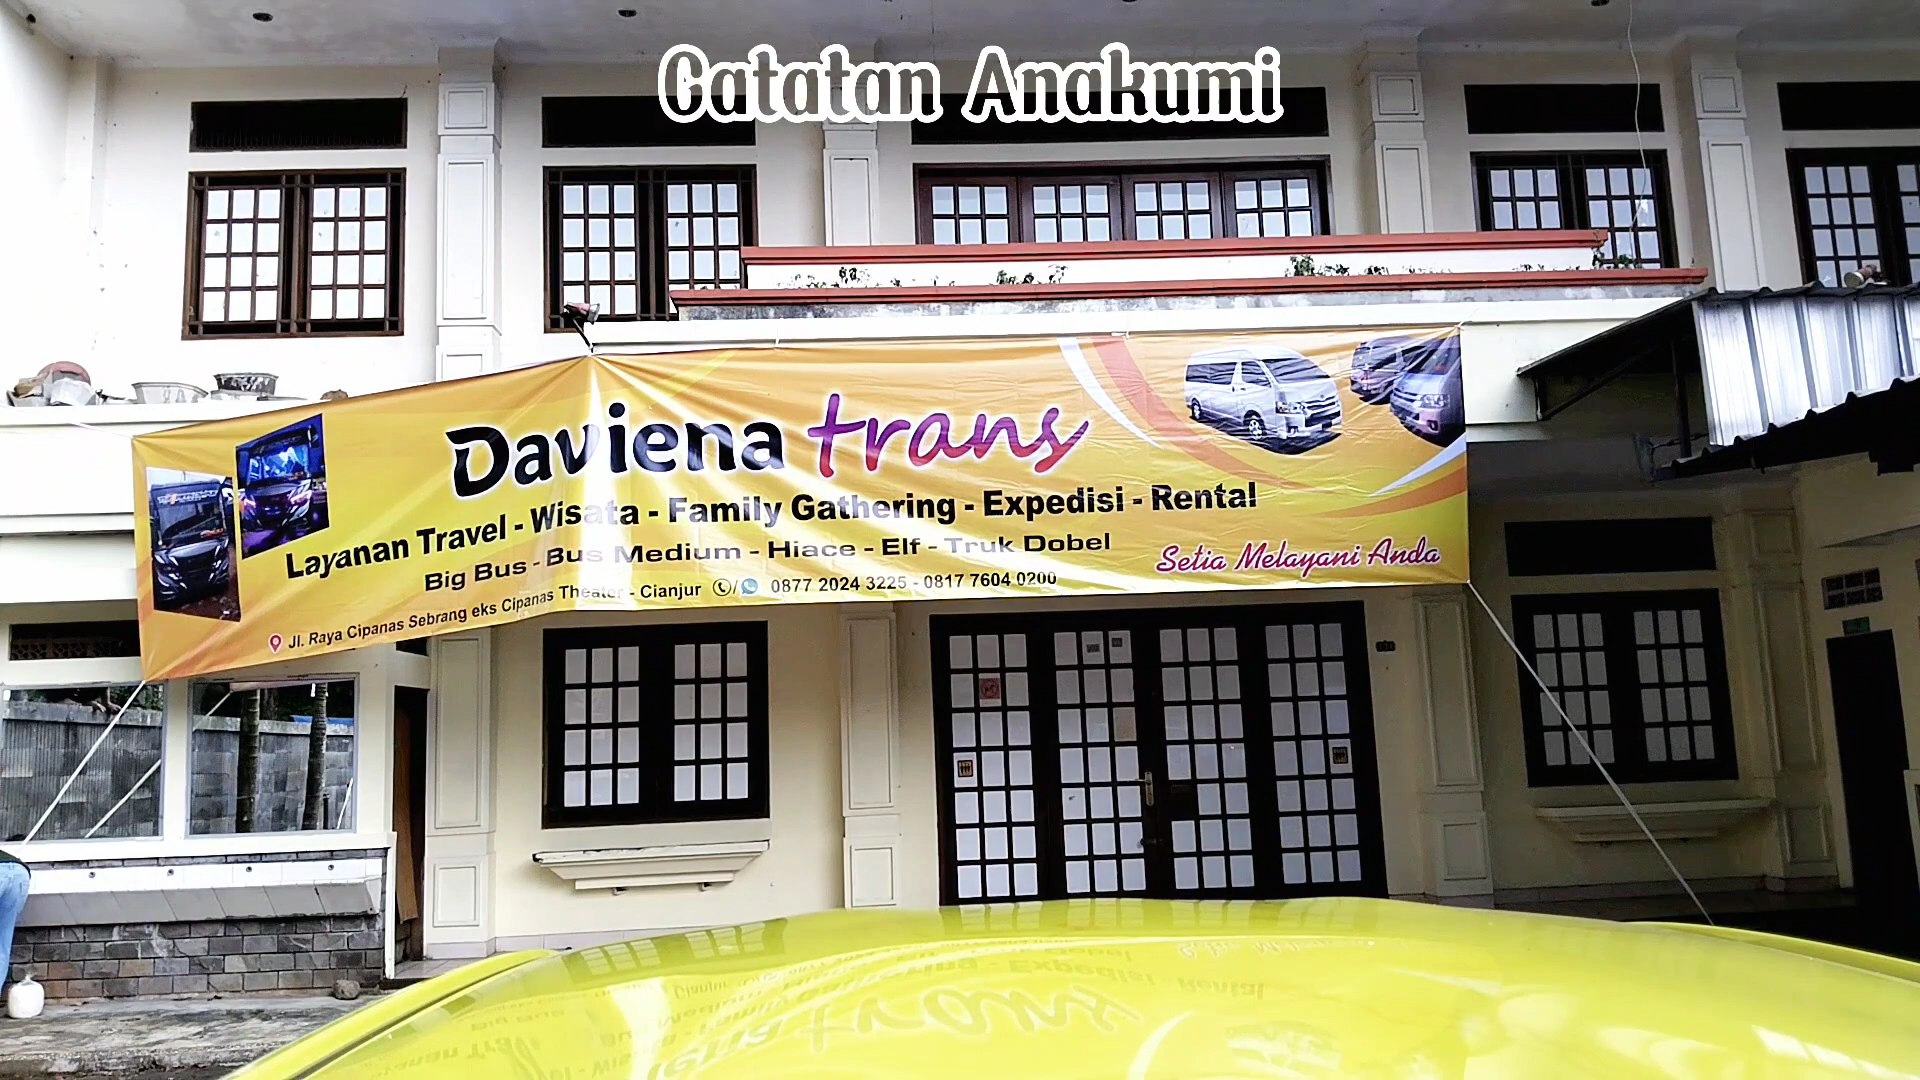 Catatan Anakumi
Daviena trans
Layanan Travel - Wisata - Family Gathering - Expedisi - Rental
Big Bus - Bus Medium - Hiace - Elf - Truk Dobel
Setia Melayani Anda
Jl. Raya Cipanas Sebrang eks Cipanas Theater - Cianjur / 0877 2024 3225 - 0817 7604 0200